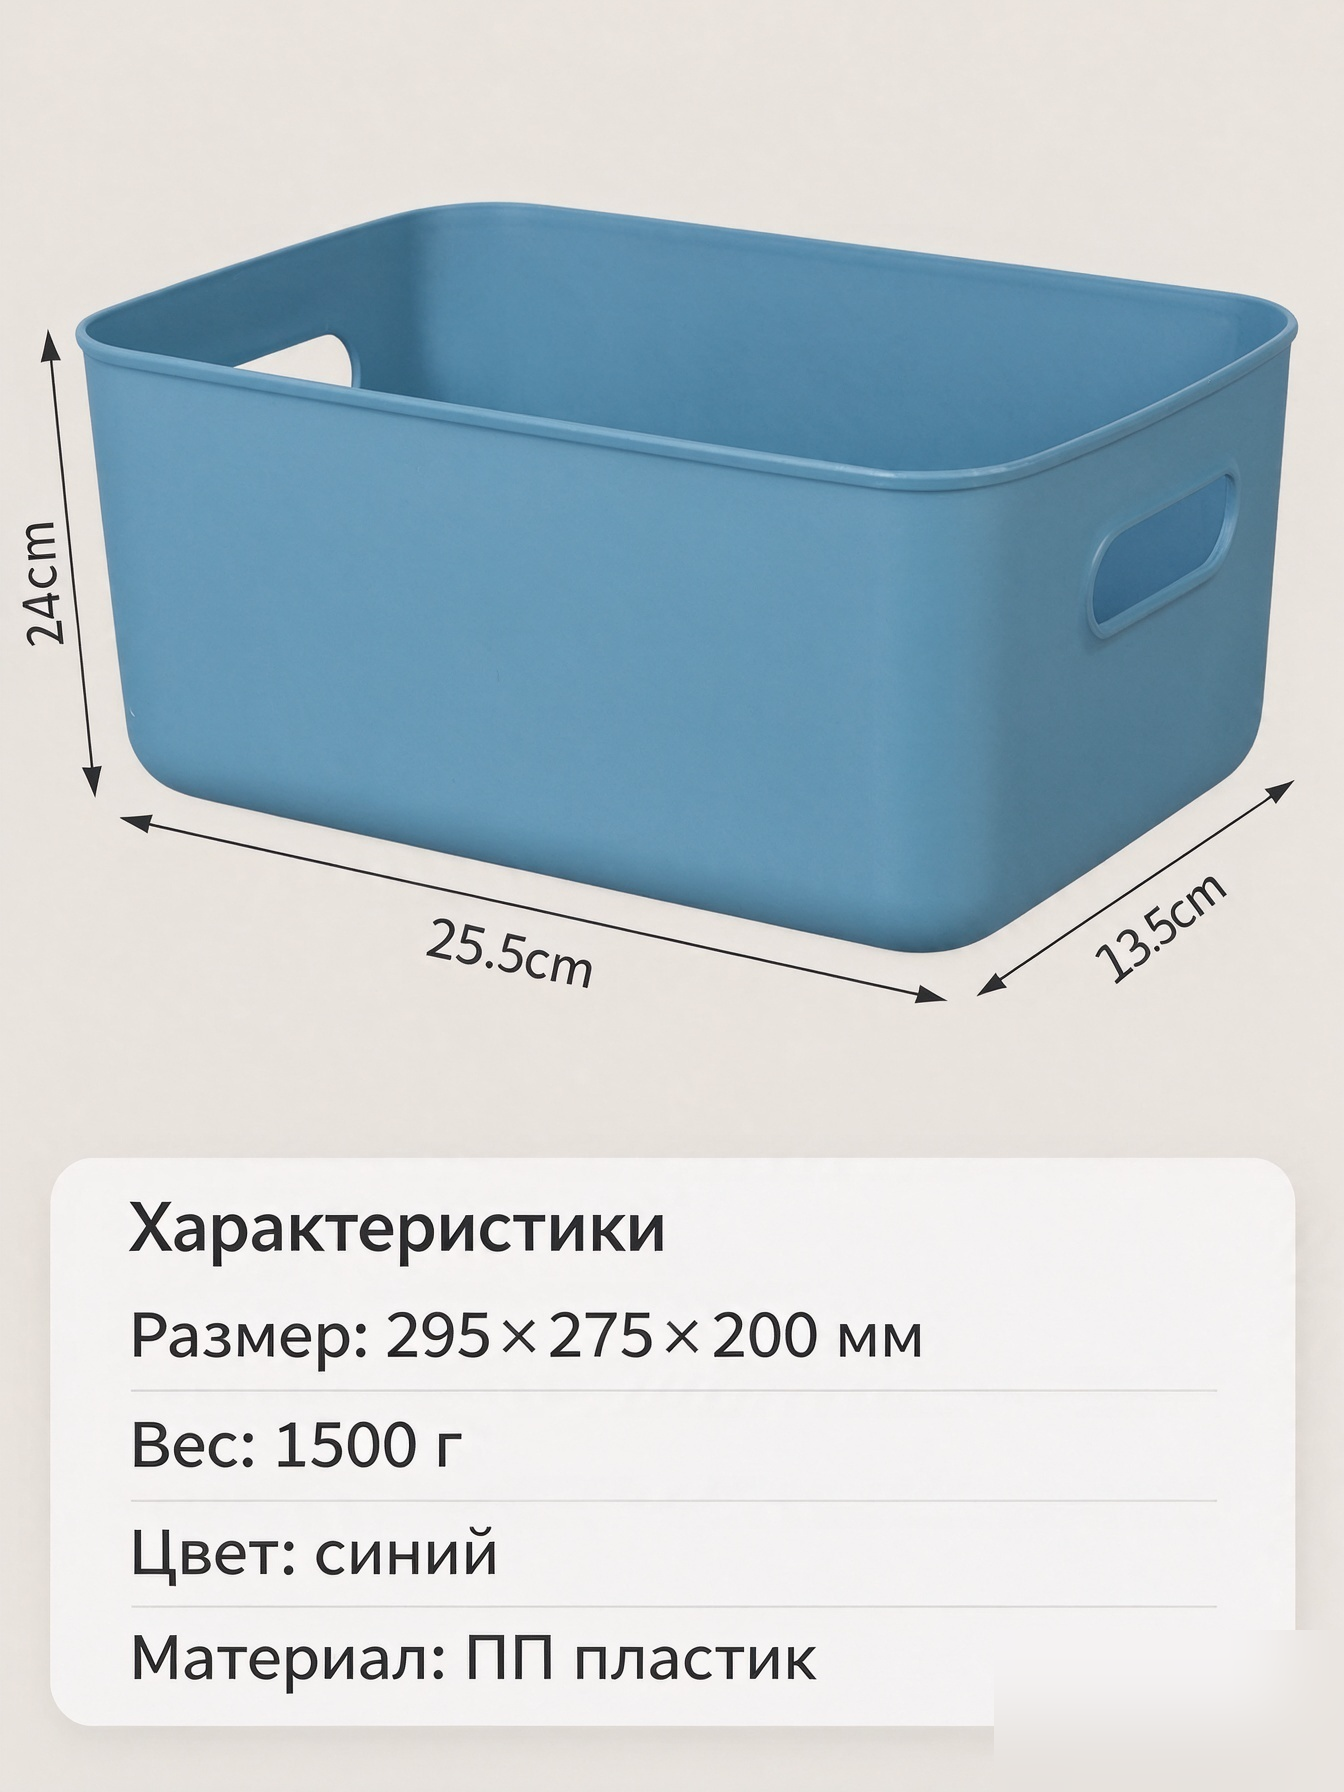 24cm
25.5cm
13.5cm
Характеристики
Размер: 295×275×200 мм
Вес: 1500 г
Цвет: синий
Материал: ПП пластик